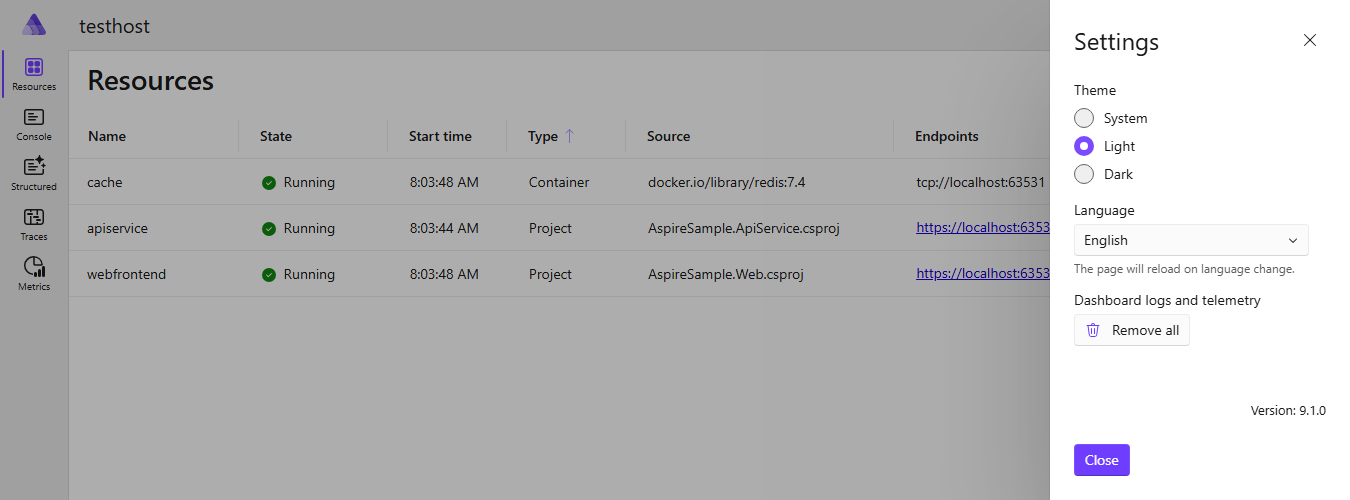 testhost
Resources
Console
Structured
Traces
Metrics
Resources
Name State Start time Type Source Endpoints
cache Running 8:03:48 AM Container docker.io/library/redis:7.4 tcp://localhost:63531
apiservice Running 8:03:44 AM Project AspireSample.ApiService.csproj https://localhost:6353
webfrontend Running 8:03:48 AM Project AspireSample.Web.csproj https://localhost:6353
Settings
Theme
System
Light
Dark
Language
English
The page will reload on language change.
Dashboard logs and telemetry
Remove all
Version: 9.1.0
Close